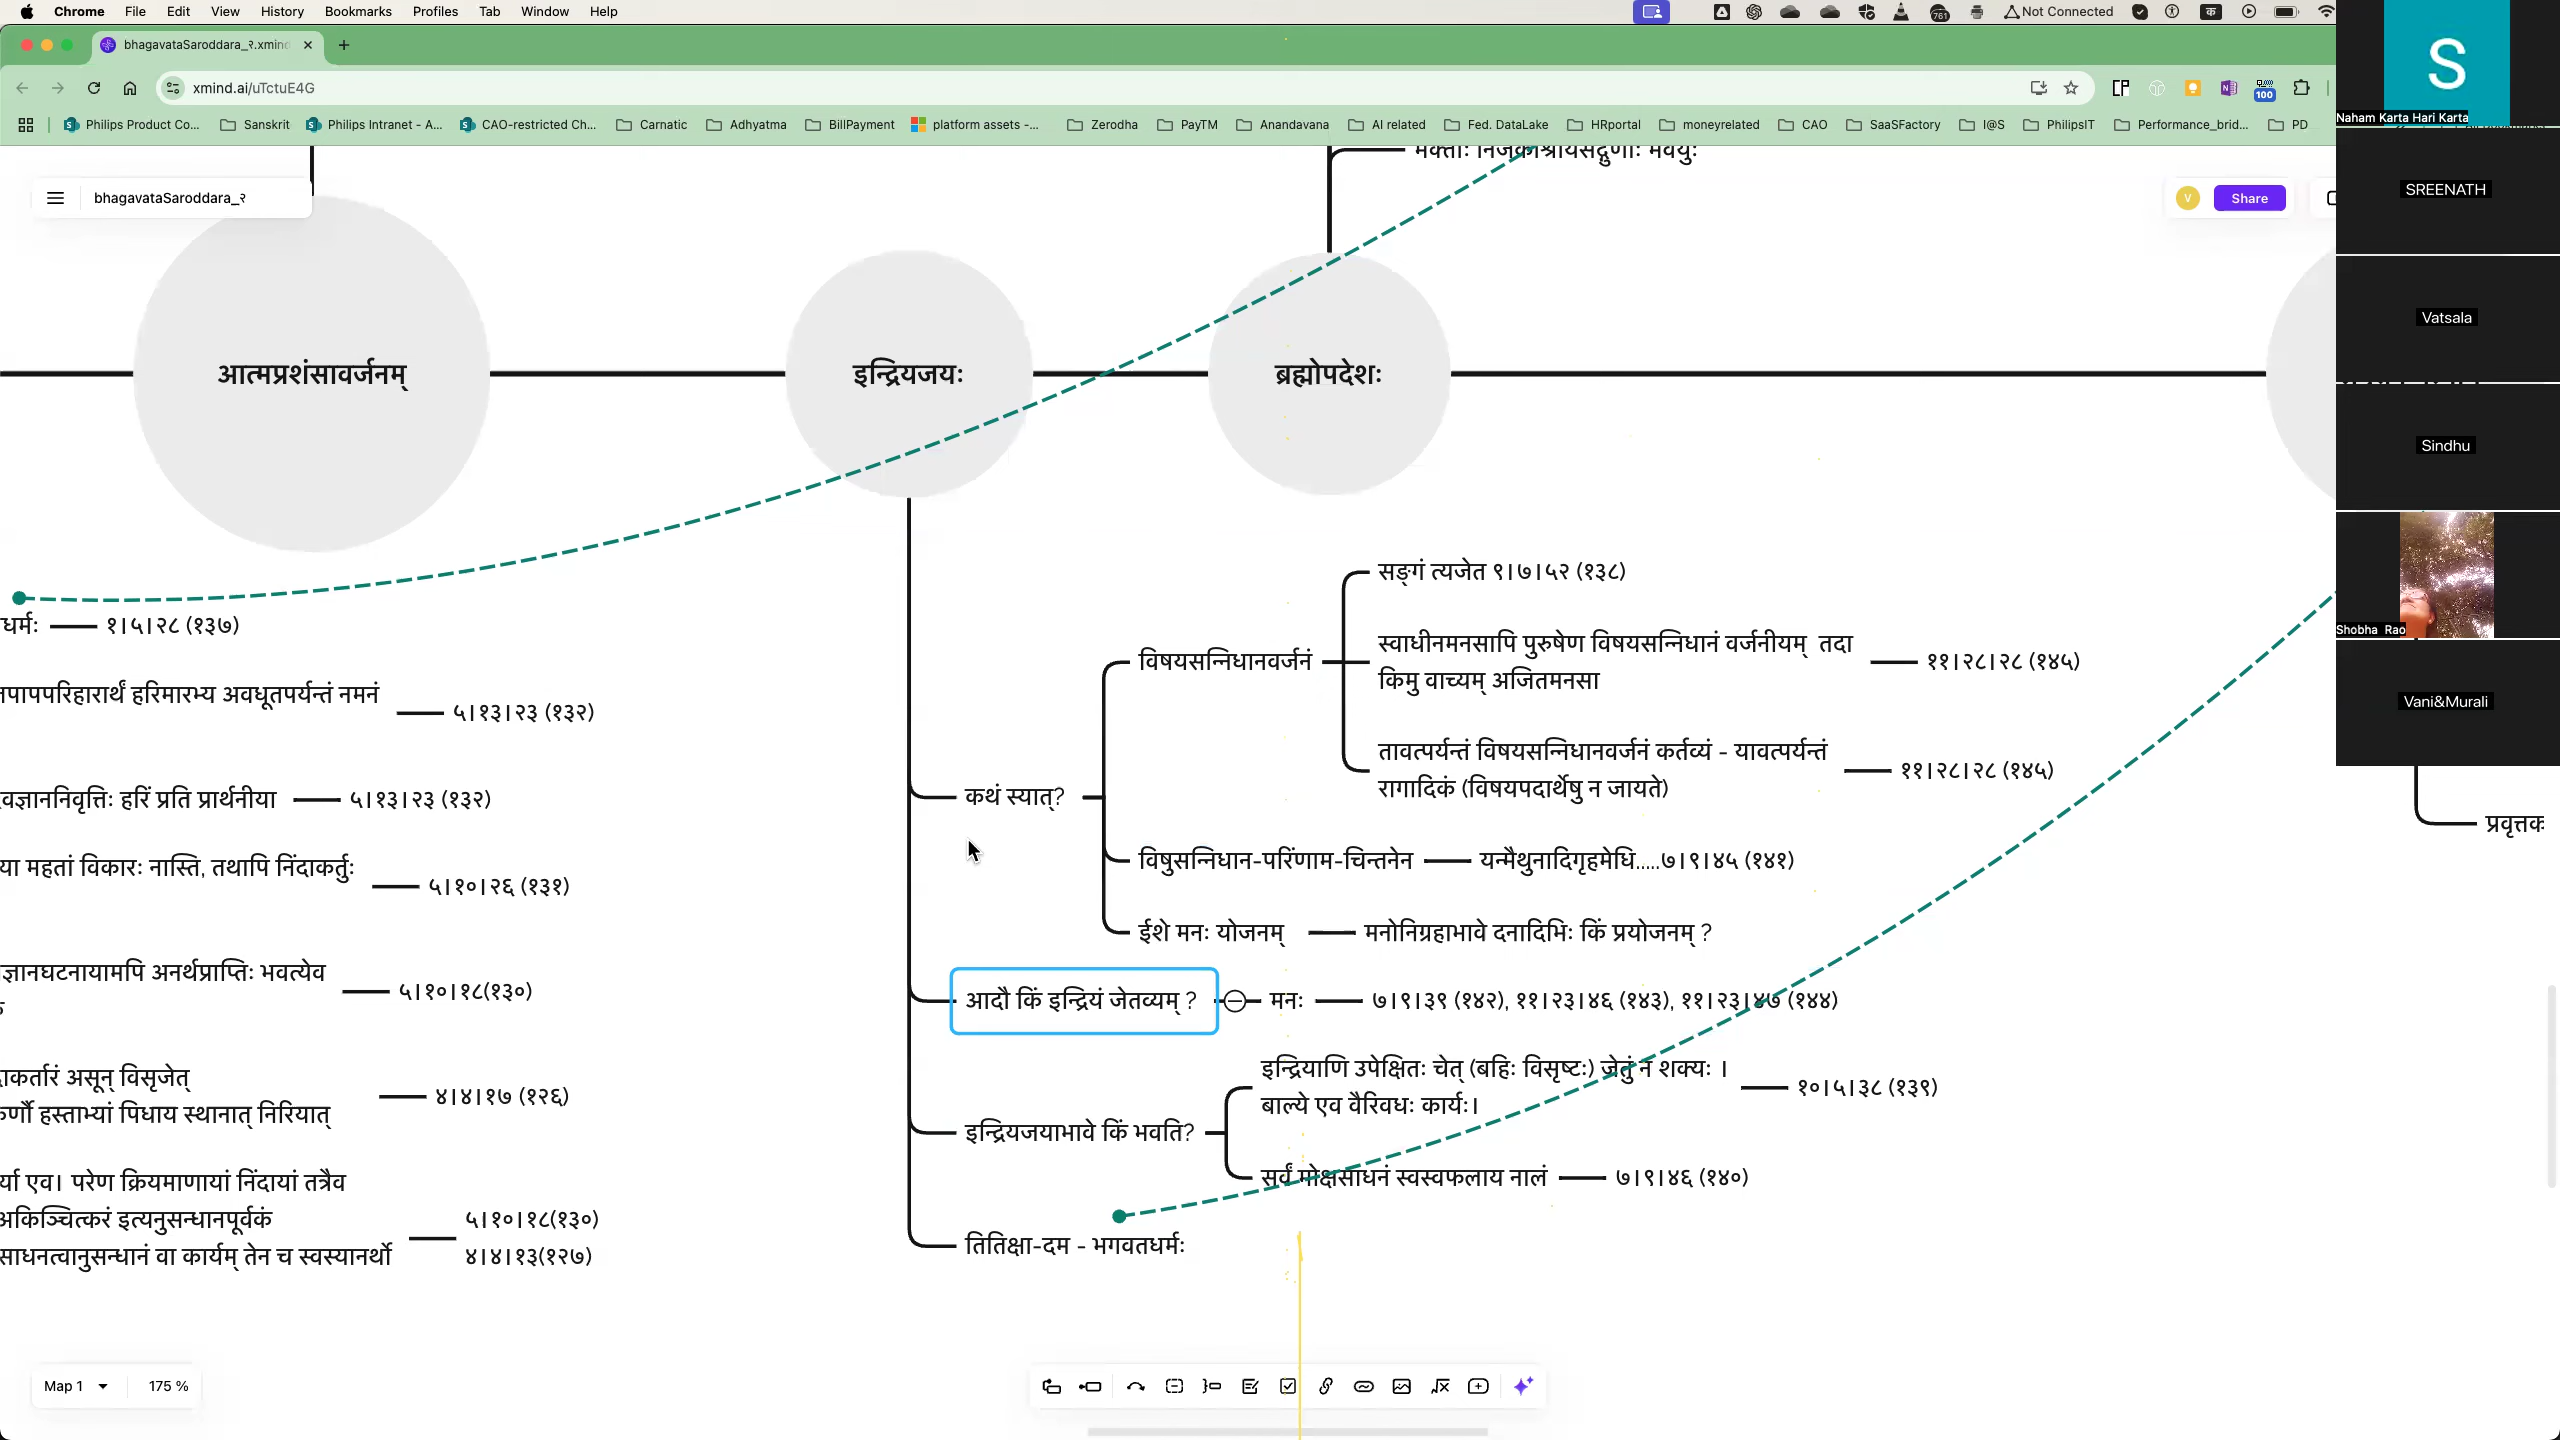 Chrome File Edit View History Bookmarks Profiles Tab Window Help
761 Not Connected क
bhagavataSaroddara_२.xmind
xmind.ai/uTctuE4G
100
Philips Product Co... Sanskrit Philips Intranet - A... CAO-restricted Ch... Carnatic Adhyatma BillPayment platform assets -... Zerodha PayTM Anandavana AI related Fed. DataLake HRportal moneyrelated CAO SaaSFactory I@S PhilipsIT Performance_brid... PD
bhagavataSaroddara_२
V Share
S
Naham Karta Hari Karta
SREENATH
Vatsala
Sindhu
Shobha Rao
Vani&Murali
आत्मप्रशंसावर्जनम्
इन्द्रियजयः
ब्रह्मोपदेशः
धर्मः १।५।२८ (१३७)
पापपरिहारार्थं हरिमारभ्य अवधूतपर्यन्तं नमनं ५।१३।२३ (१३२)
वज्ञाननिवृत्तिः हरिं प्रति प्रार्थनीया ५।१३।२३ (१३२)
या महतां विकारः नास्ति, तथापि निंदाकर्तुः ५।१०।२६ (१३१)
ज्ञानघटनायामपि अनर्थप्राप्तिः भवत्येव ५।१०।१८(१३०)
कर्तारं असून् विसृजेत्
हस्ताभ्यां पिधाय स्थानात् निरियात् ४।४।१७ (१२६)
र्या एव। परेण क्रियमाणायां निंदायां तत्रैव
अकिञ्चित्करं इत्यनुसन्धानपूर्वकं ५।१०।१८(१३०)
साधनत्वानुसन्धानं वा कार्यम् तेन च स्वस्यानर्थो ४।४।१३(१२७)
कथं स्यात्?
विषयसन्निधानवर्जनं
सङ्गं त्यजेत ९।७।५२ (१३८)
स्वाधीनमनसापि पुरुषेण विषयसन्निधानं वर्जनीयम् तदा
किमु वाच्यम् अजितमनसा ११।२८।२८ (१४५)
तावत्पर्यन्तं विषयसन्निधानवर्जनं कर्तव्यं - यावत्पर्यन्तं
रागादिकं (विषयपदार्थेषु न जायते) ११।२८।२८ (१४५)
विषुसन्निधान-परिंणाम-चिन्तनेन यन्मैथुनादिगृहमेधि.....७।९।४५ (१४१)
ईशे मनः योजनम् मनोनिग्रहाभावे दनादिभिः किं प्रयोजनम् ?
आदौ किं इन्द्रियं जेतव्यम् ? मनः ७।९।३९ (१४२), ११।२३।४६ (१४३), ११।२३।४७ (१४४)
इन्द्रियजयाभावे किं भवति?
इन्द्रियाणि उपेक्षितः चेत् (बहिः विसृष्टः) जेतुं न शक्यः ।
बाल्ये एव वैरिवधः कार्यः। १०।५।३८ (१३९)
सर्वं मोक्षसाधनं स्वस्वफलाय नालं ७।९।४६ (१४०)
तितिक्षा-दम - भगवतधर्मः
Map 1 175 %